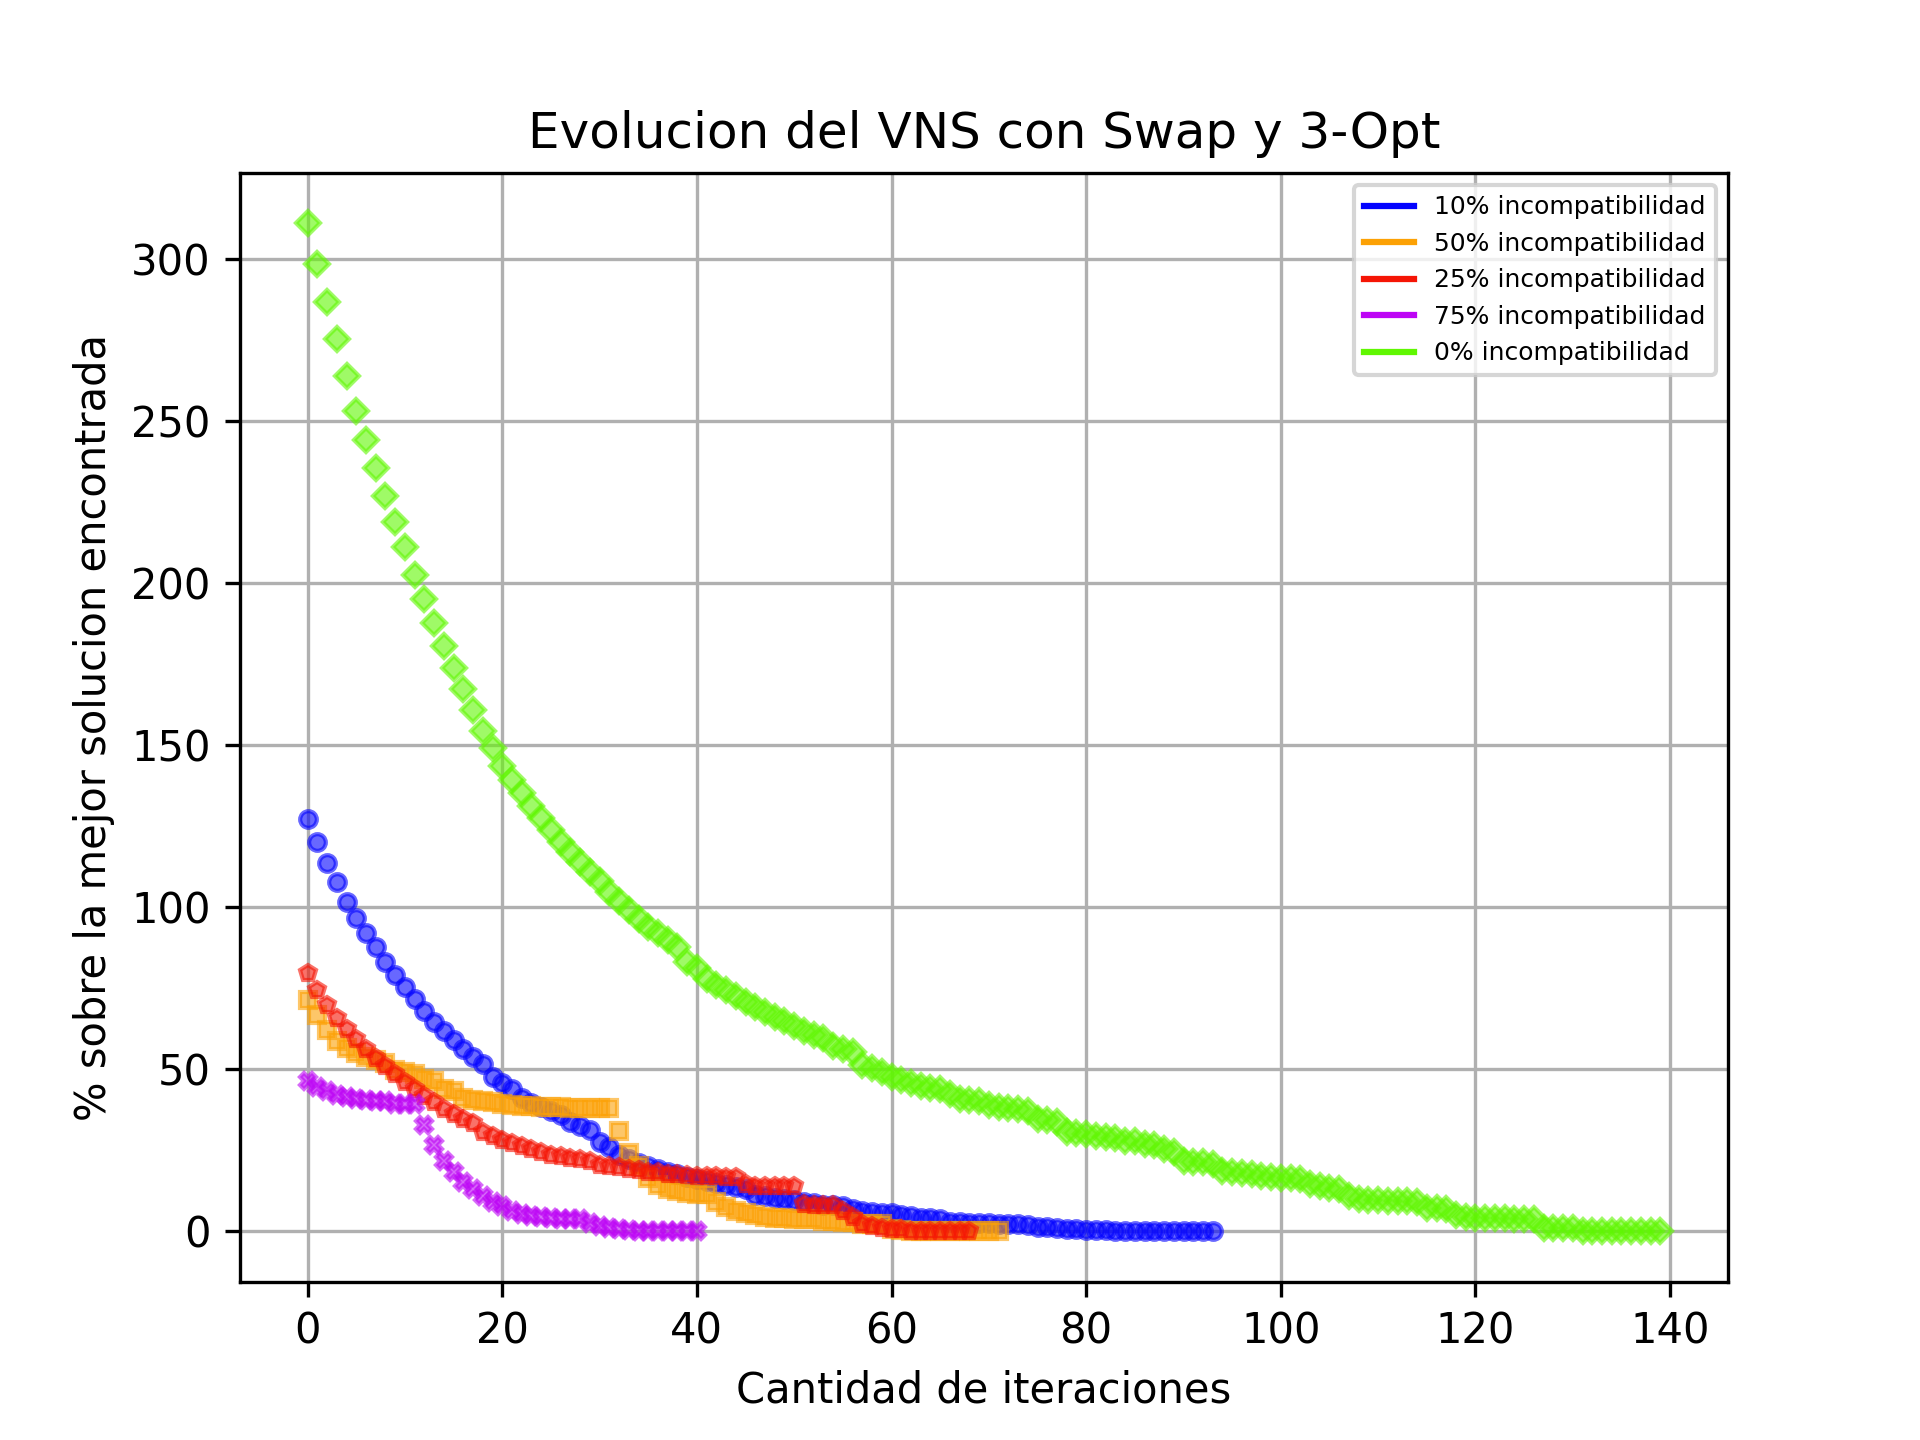 Evolucion del VNS con Swap y 3-Opt
10% incompatibilidad
50% incompatibilidad
25% incompatibilidad
75% incompatibilidad
0% incompatibilidad
% sobre la mejor solucion encontrada
300
250
200
150
100
50
0
0 20 40 60 80 100 120 140
Cantidad de iteraciones